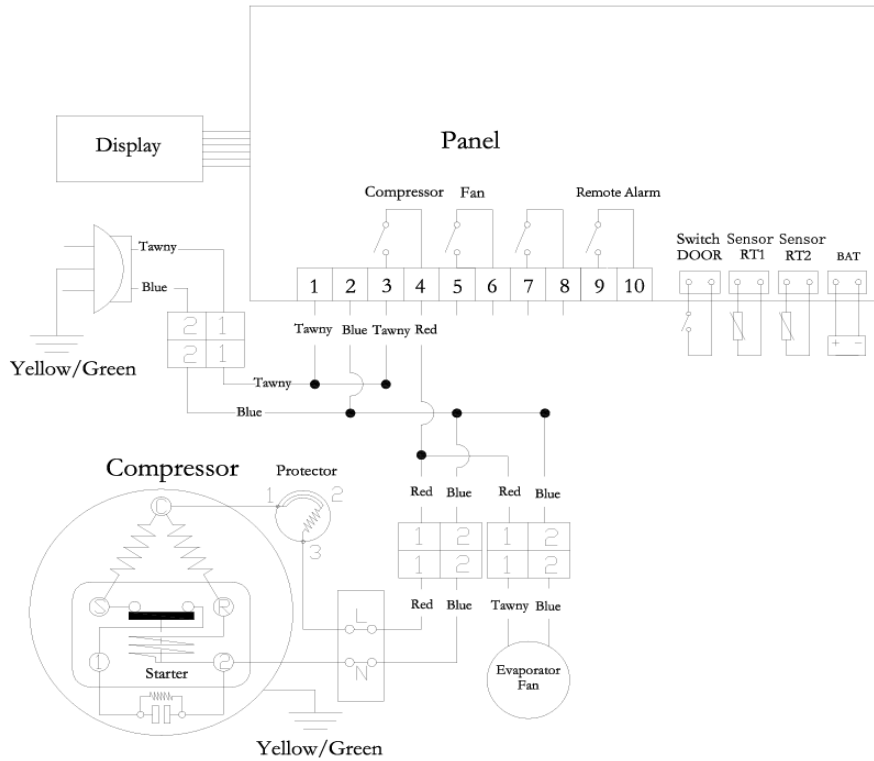 Display
Panel
Compressor Fan Remote Alarm
Switch DOOR
Sensor RT1
Sensor RT2
BAT
+ -
1 2 3 4 5 6 7 8 9 10
Tawny Blue Tawny Red
Tawny
Blue
2 1
2 1
Yellow/Green
Tawny
Blue
Compressor
Protector
1 2
3
C
S R
1 2
Starter
L
N
Yellow/Green
Red Blue Red Blue
1 2 1 2
1 2 1 2
Red Blue Tawny Blue
Evaporator
Fan